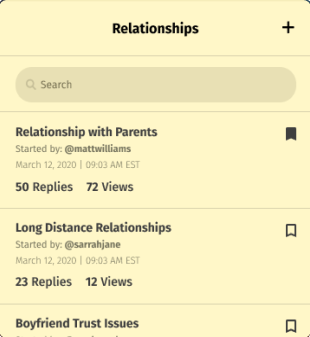 Relationships +
Search
Relationship with Parents
Started by: @mattwilliams
March 12, 2020 | 09:03 AM EST
50 Replies 72 Views
Long Distance Relationships
Started by: @sarrahjane
March 12, 2020 | 09:03 AM EST
23 Replies 12 Views
Boyfriend Trust Issues